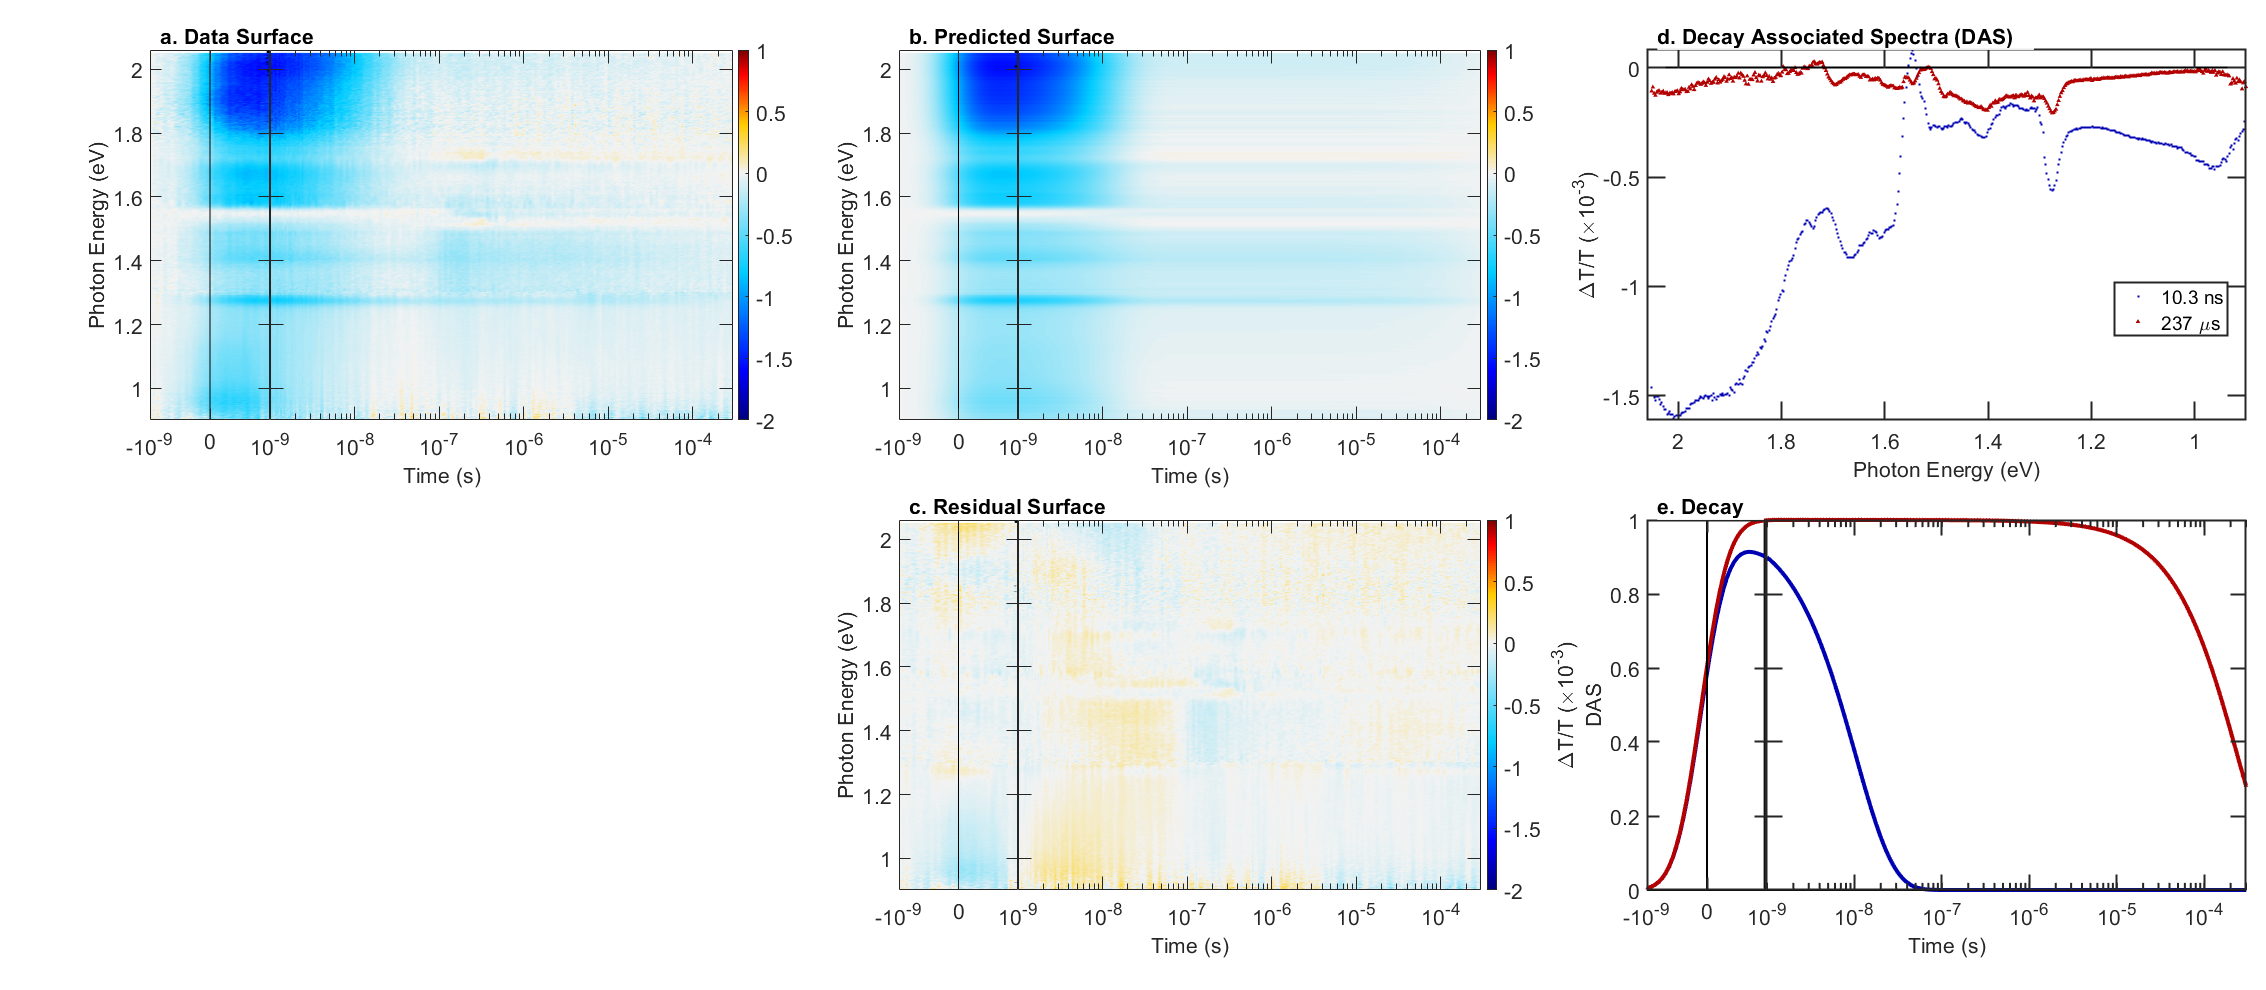 a. Data Surface
2
1.8
1.6
1.4
1.2
1
Photon Energy (eV)
-10^-9 0 10^-9 10^-8 10^-7 10^-6 10^-5 10^-4
Time (s)
1
0.5
0
-0.5
-1
-1.5
-2
b. Predicted Surface
2
1.8
1.6
1.4
1.2
1
Photon Energy (eV)
-10^-9 0 10^-9 10^-8 10^-7 10^-6 10^-5 10^-4
Time (s)
1
0.5
0
-0.5
-1
-1.5
-2
d. Decay Associated Spectra (DAS)
0
-0.5
-1
-1.5
ΔT/T (×10^-3)
10.3 ns
237 μs
2 1.8 1.6 1.4 1.2 1
Photon Energy (eV)
c. Residual Surface
2
1.8
1.6
1.4
1.2
1
Photon Energy (eV)
-10^-9 0 10^-9 10^-8 10^-7 10^-6 10^-5 10^-4
Time (s)
1
0.5
0
-0.5
-1
-1.5
-2
e. Decay
1
0.8
0.6
0.4
0.2
0
ΔT/T (×10^-3)
DAS
-10^-9 0 10^-9 10^-8 10^-7 10^-6 10^-5 10^-4
Time (s)